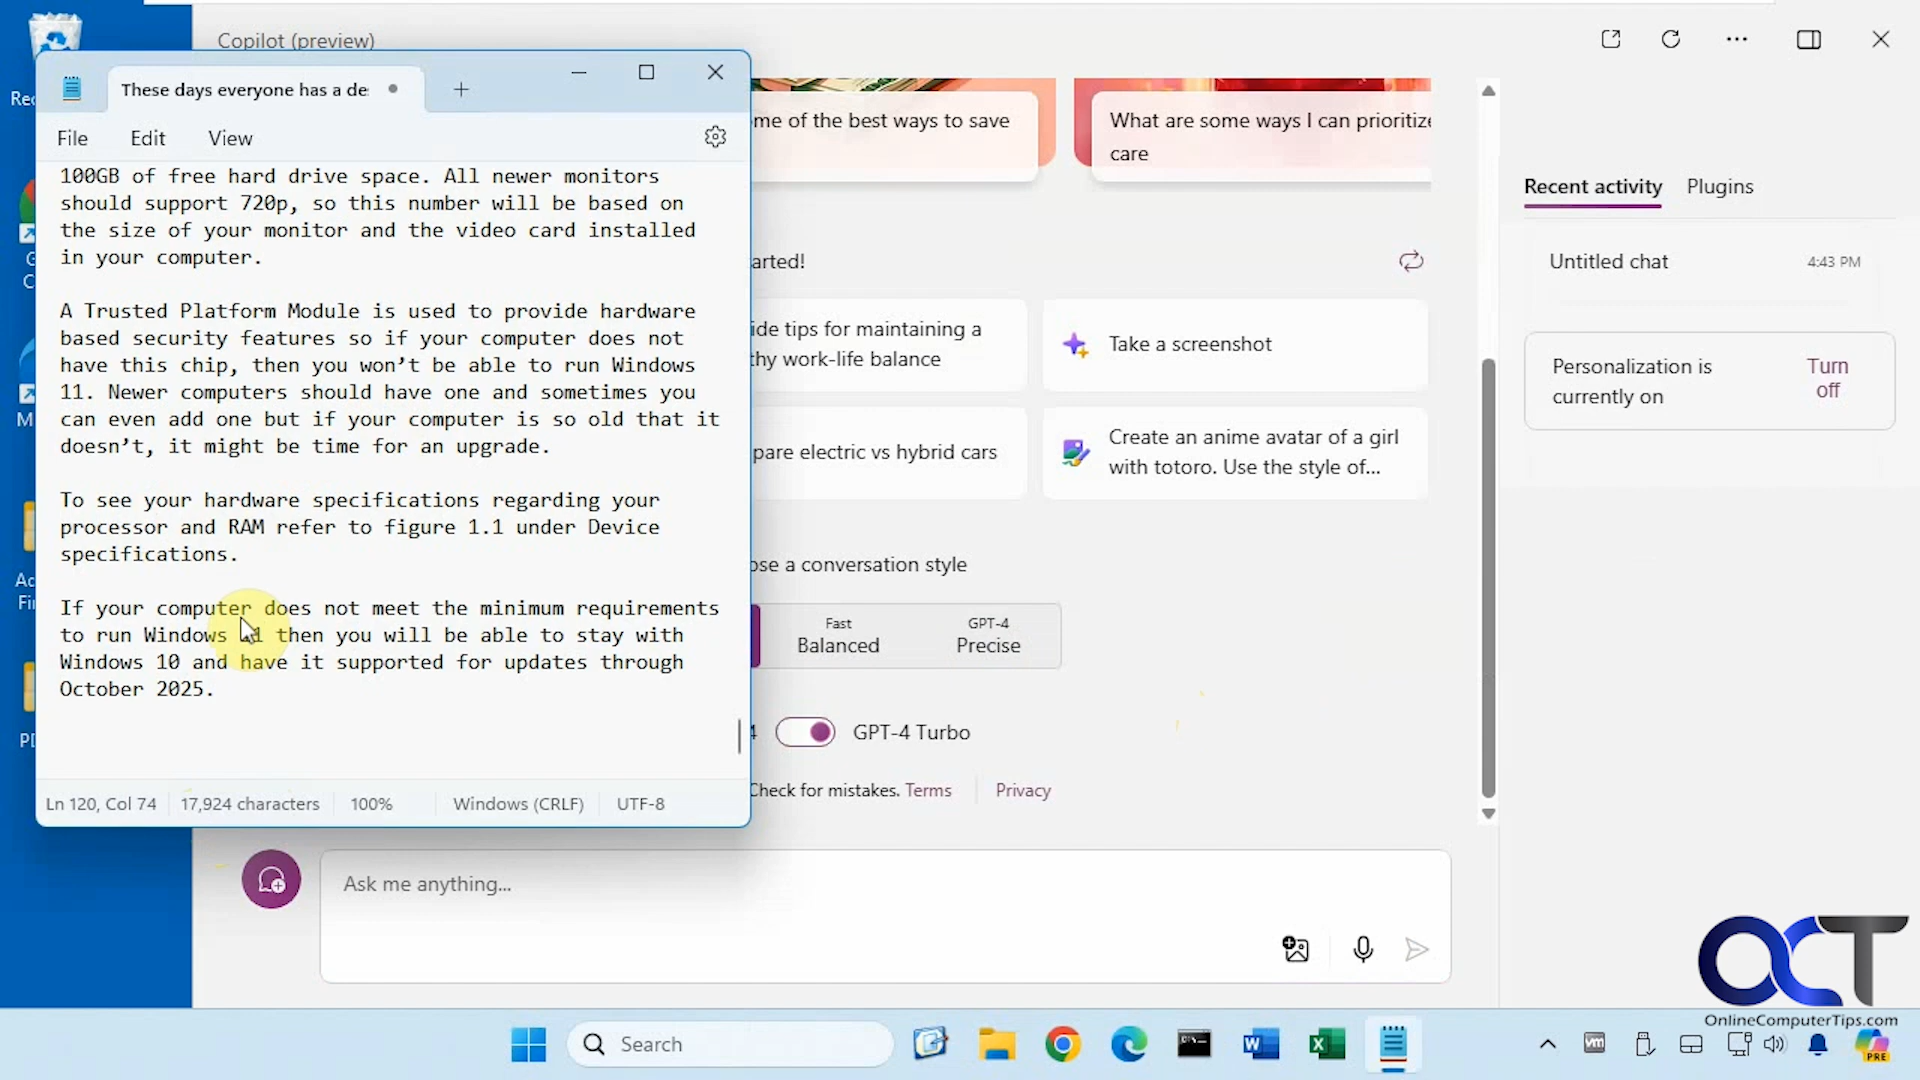 Copilot (preview)
These days everyone has a de
File Edit View
100GB of free hard drive space. All newer monitors
should support 720p, so this number will be based on
the size of your monitor and the video card installed
in your computer.
A Trusted Platform Module is used to provide hardware
based security features so if your computer does not
have this chip, then you won’t be able to run Windows
11. Newer computers should have one and sometimes you
can even add one but if your computer is so old that it
doesn’t, it might be time for an upgrade.
To see your hardware specifications regarding your
processor and RAM refer to figure 1.1 under Device
specifications.
If your computer does not meet the minimum requirements
to run Windows 11 then you will be able to stay with
Windows 10 and have it supported for updates through
October 2025.
Ln 120, Col 74 17,924 characters 100% Windows (CRLF) UTF-8
me of the best ways to save
What are some ways I can prioritize
care
arted!
ide tips for maintaining a
thy work-life balance
Take a screenshot
pare electric vs hybrid cars
Create an anime avatar of a girl
with totoro. Use the style of...
ose a conversation style
Fast
Balanced
GPT-4
Precise
4 GPT-4 Turbo
Check for mistakes. Terms Privacy
Ask me anything...
Recent activity Plugins
Untitled chat 4:43 PM
Personalization is
currently on
Turn
off
OCT
OnlineComputerTips.com
Search
vm
PRE